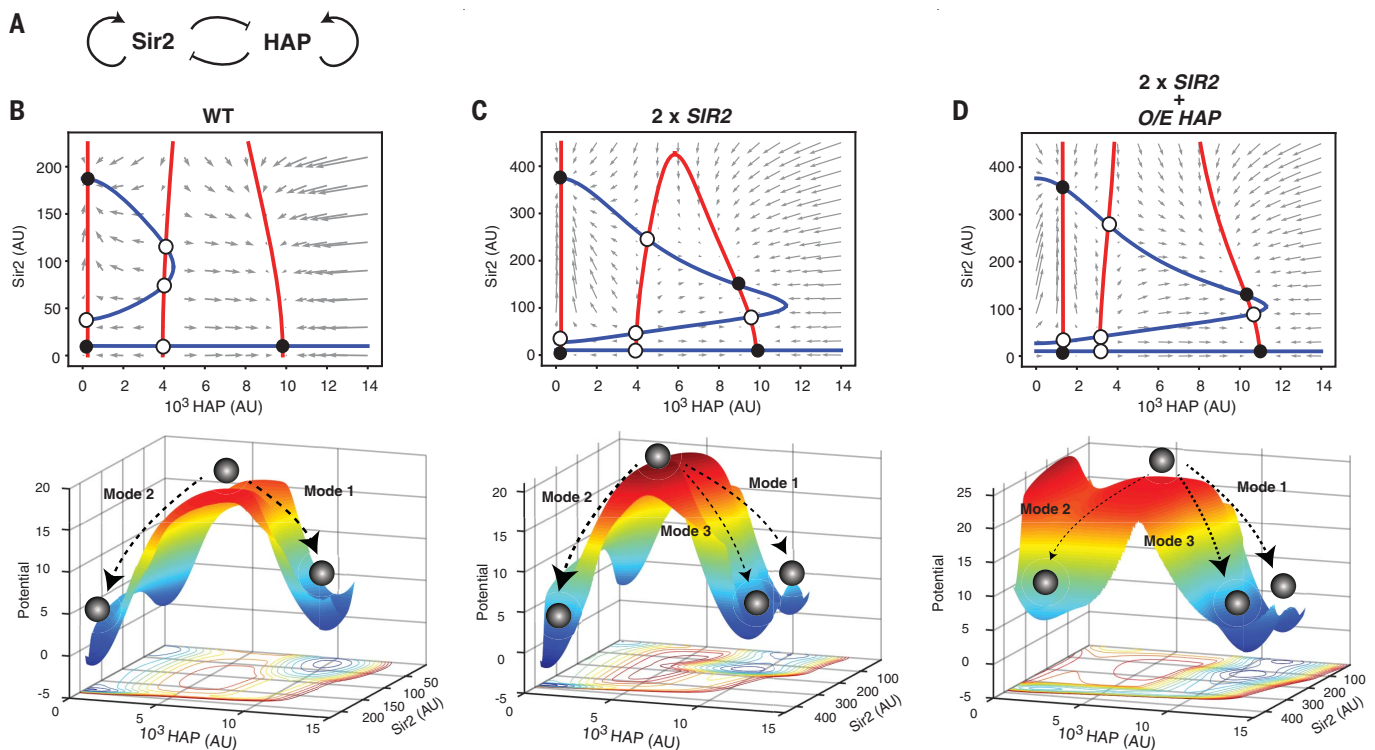 A
Sir2 HAP
B
WT
Sir2 (AU)
200
150
100
50
0
0 2 4 6 8 10 12 14
10³ HAP (AU)
C
2 x SIR2
Sir2 (AU)
400
300
200
100
0
0 2 4 6 8 10 12 14
10³ HAP (AU)
D
2 x SIR2
+
O/E HAP
Sir2 (AU)
400
300
200
100
0
0 2 4 6 8 10 12 14
10³ HAP (AU)
Mode 2
Mode 1
Potential
20
15
10
5
0
-5
0
5
10
15
10³ HAP (AU)
50
100
150
200
Sir2 (AU)
Mode 2
Mode 1
Mode 3
Potential
20
15
10
5
0
-5
0
5
10
15
10³ HAP (AU)
100
200
300
400
Sir2 (AU)
Mode 2
Mode 1
Mode 3
Potential
25
20
15
10
5
0
-5
0
5
10
15
10³ HAP (AU)
100
200
300
400
Sir2 (AU)